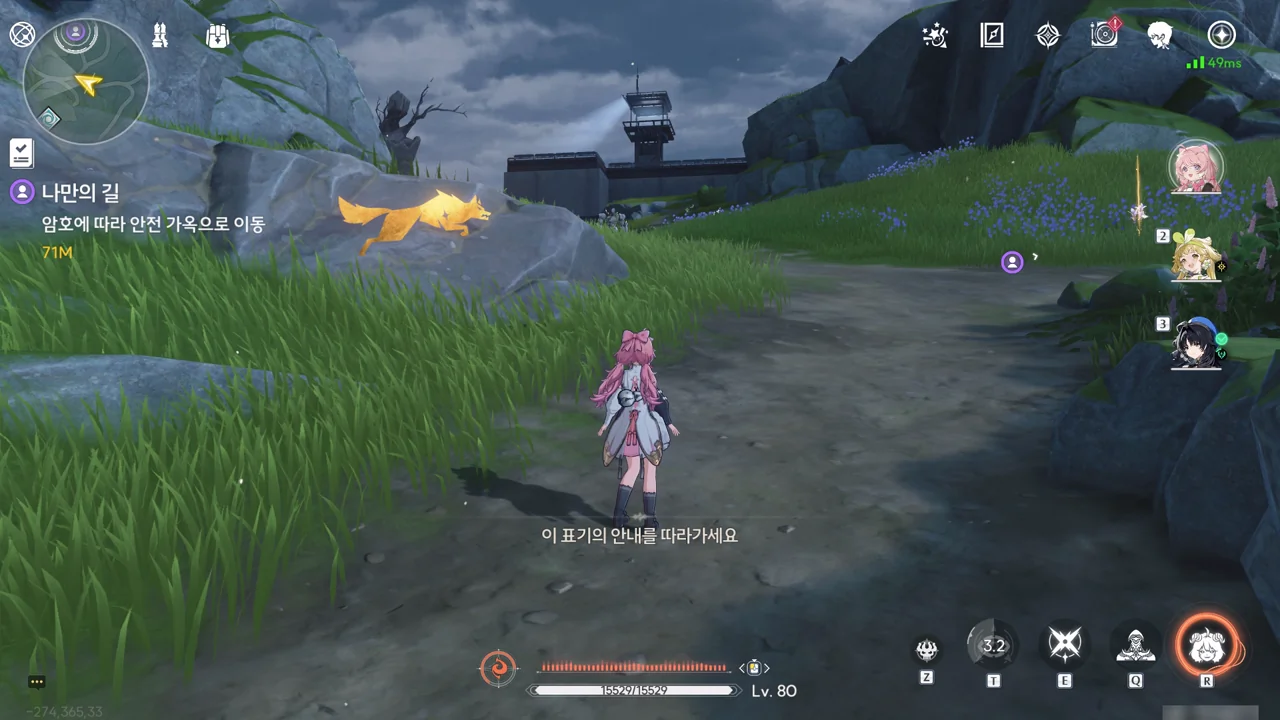 49ms
나만의 길
암호에 따라 안전 가옥으로 이동
71M
2
3
이 표기의 안내를 따라가세요
3.2
Z
T
E
Q
R
15529/15529
Lv. 80
-274,365,33